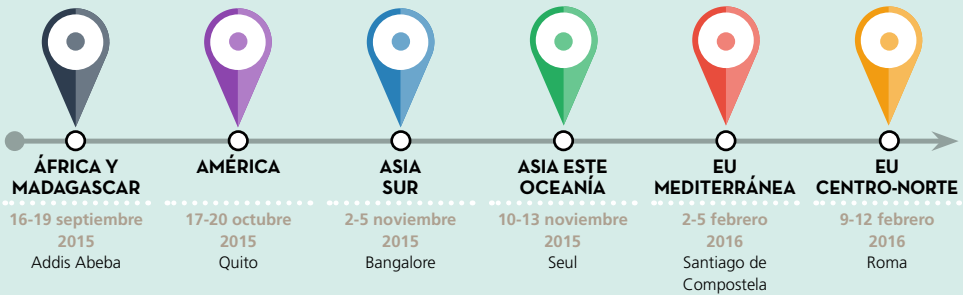 ÁFRICA Y
MADAGASCAR
16-19 septiembre
2015
Addis Abeba
AMÉRICA
17-20 octubre
2015
Quito
ASIA
SUR
2-5 noviembre
2015
Bangalore
ASIA ESTE
OCEANÍA
10-13 noviembre
2015
Seul
EU
MEDITERRÁNEA
2-5 febrero
2016
Santiago de
Compostela
EU
CENTRO-NORTE
9-12 febrero
2016
Roma